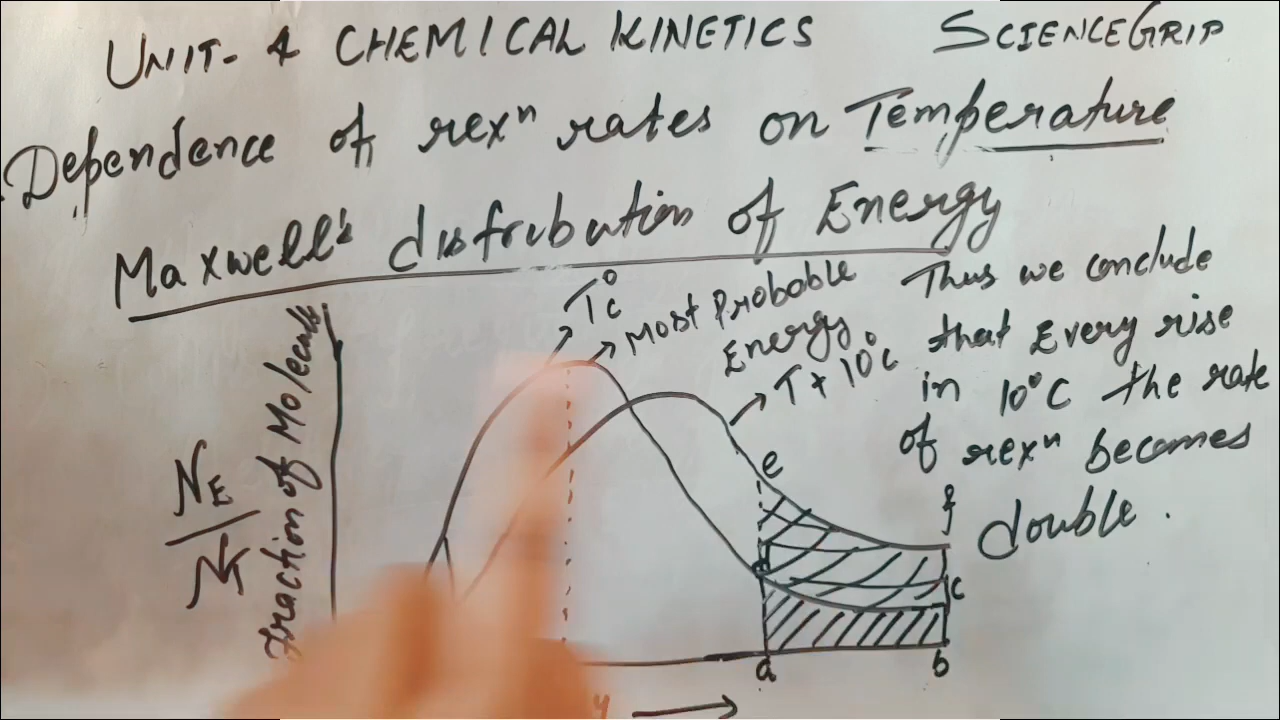 UNIT- 4 CHEMICAL KINETICS SCIENCEGRIP
Dependence of rexⁿ rates on Temperature
Maxwell's distribution of Energy
T°c
Most Probable
Energy
T + 10°c
Thus we conclude
that Every rise
in 10°C the rate
of rexⁿ becomes
double.
N_E
N_T
Fraction of Molecules
e
f
d
c
a
b
y